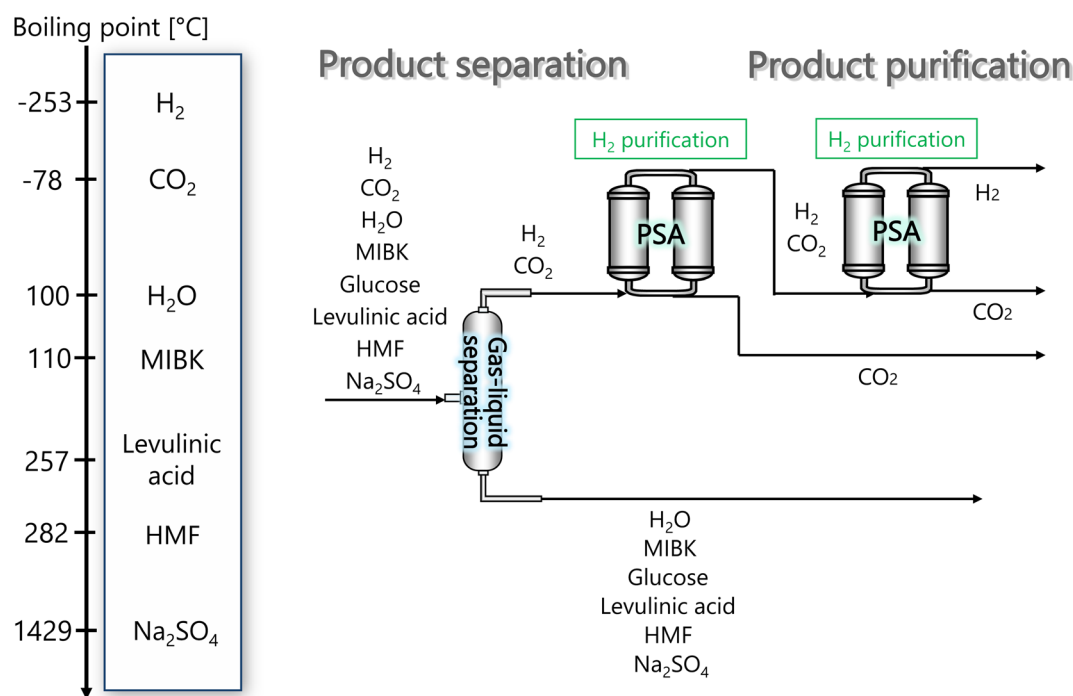 Boiling point [°C]
-253
H₂
-78
CO₂
100
H₂O
110
MIBK
257
Levulinic
acid
282
HMF
1429
Na₂SO₄
Product separation
Product purification
H₂
CO₂
H₂O
MIBK
Glucose
Levulinic acid
HMF
Na₂SO₄
Gas-liquid
separation
H₂
CO₂
H₂ purification
PSA
H₂
CO₂
H₂ purification
PSA
H₂
CO₂
CO₂
H₂O
MIBK
Glucose
Levulinic acid
HMF
Na₂SO₄